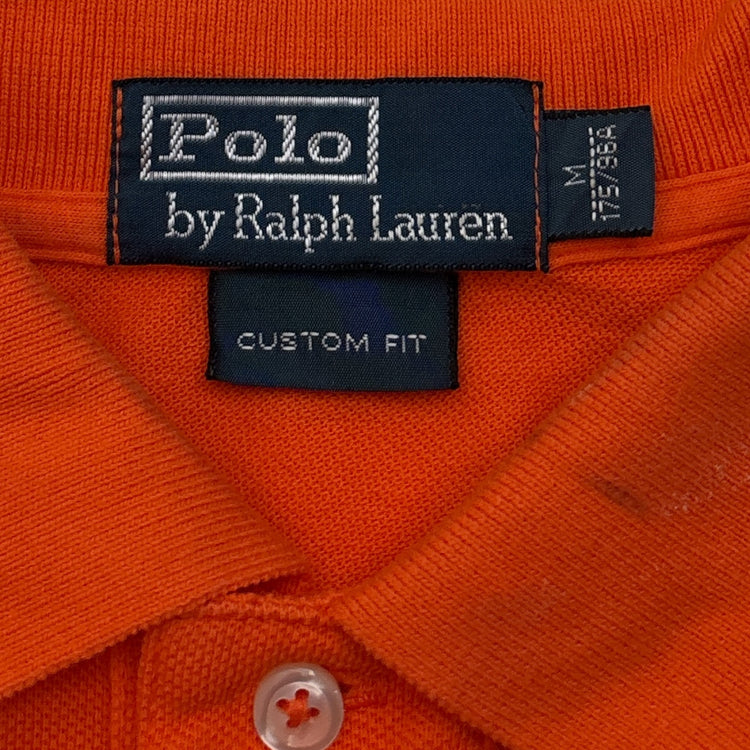 Polo
by Ralph Lauren
CUSTOM FIT
M
175/96A